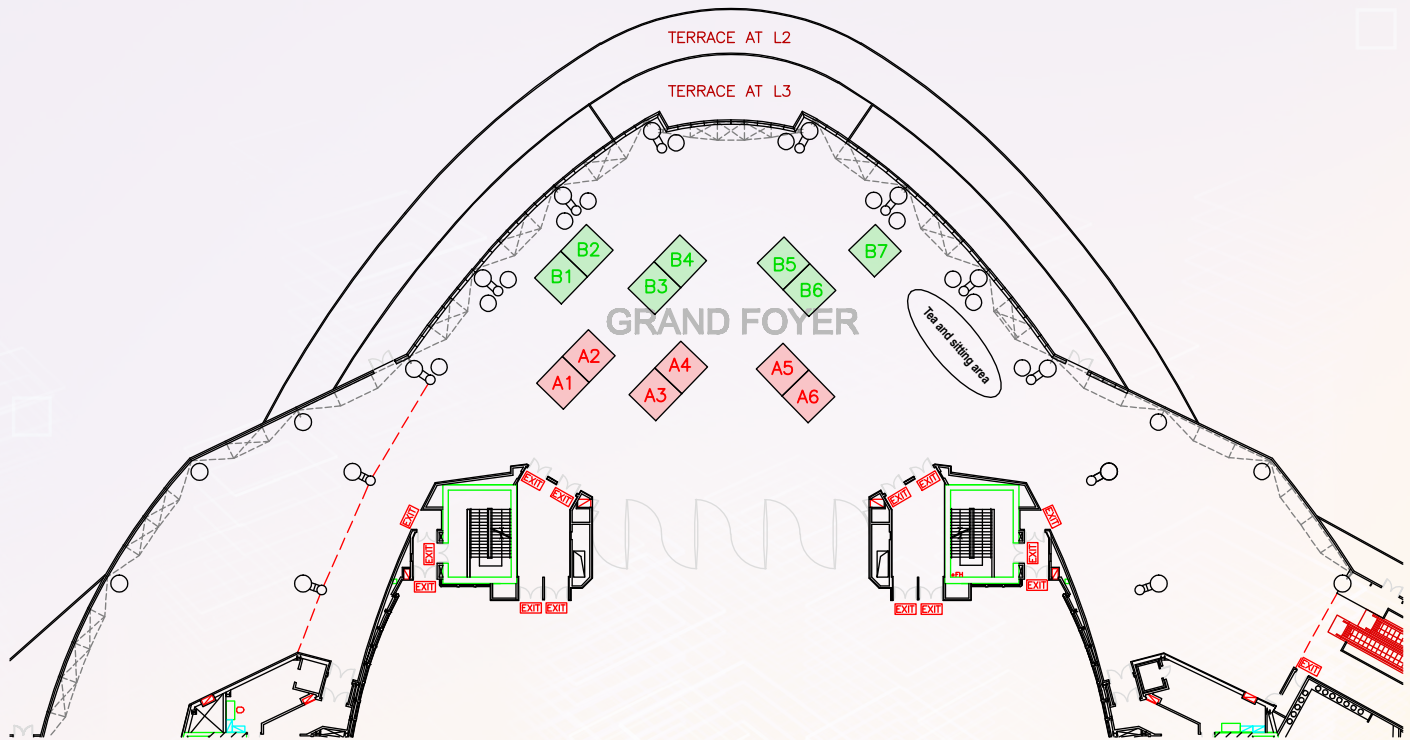 TERRACE AT L2
TERRACE AT L3
B1
B2
B3
B4
B5
B6
B7
GRAND FOYER
Tea and sitting area
A1
A2
A3
A4
A5
A6
EXIT
EXIT
EXIT
EXIT
EXIT
EXIT
EXIT
EXIT
EXIT
EXIT
EXIT
EXIT
FH
EXIT
EXIT
EXIT